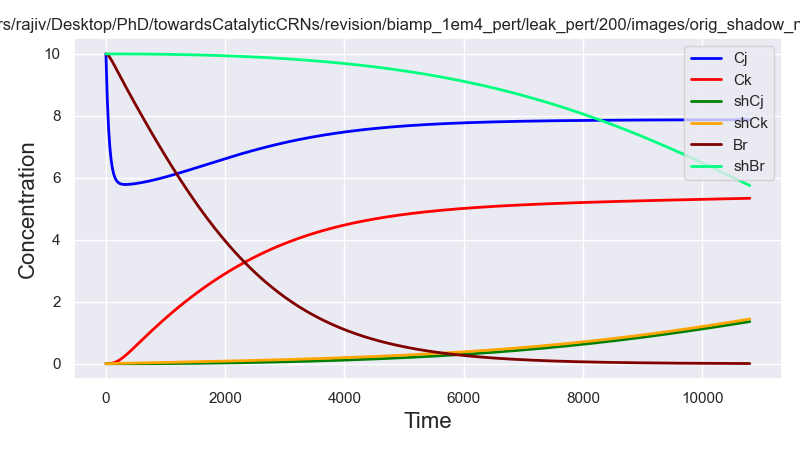 rs/rajiv/Desktop/PhD/towardsCatalyticCRNs/revision/biamp_1em4_pert/leak_pert/200/images/orig_shadow_n
Concentration
10
8
6
4
2
0
Cj
Ck
shCj
shCk
Br
shBr
0 2000 4000 6000 8000 10000
Time